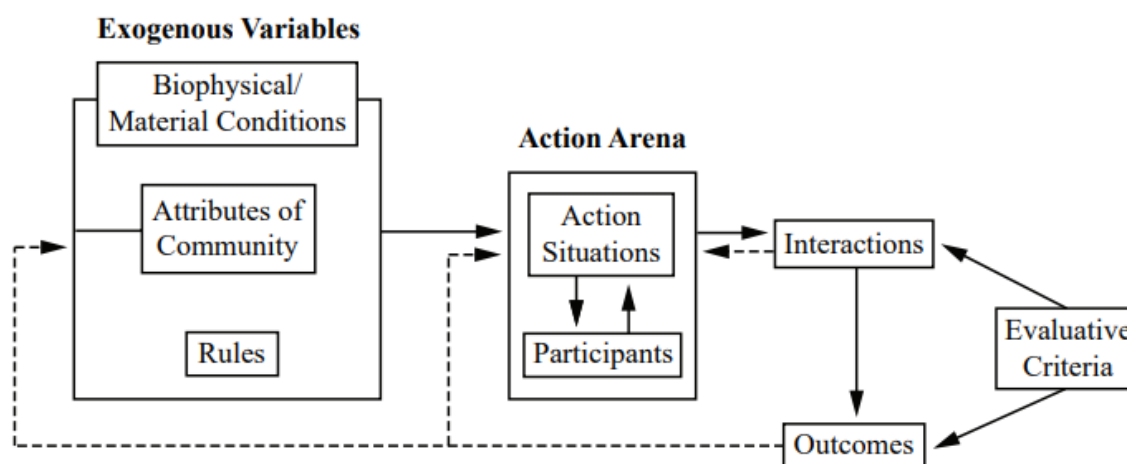 Exogenous Variables
Biophysical/
Material Conditions
Attributes of
Community
Rules
Action Arena
Action
Situations
Participants
Interactions
Outcomes
Evaluative
Criteria